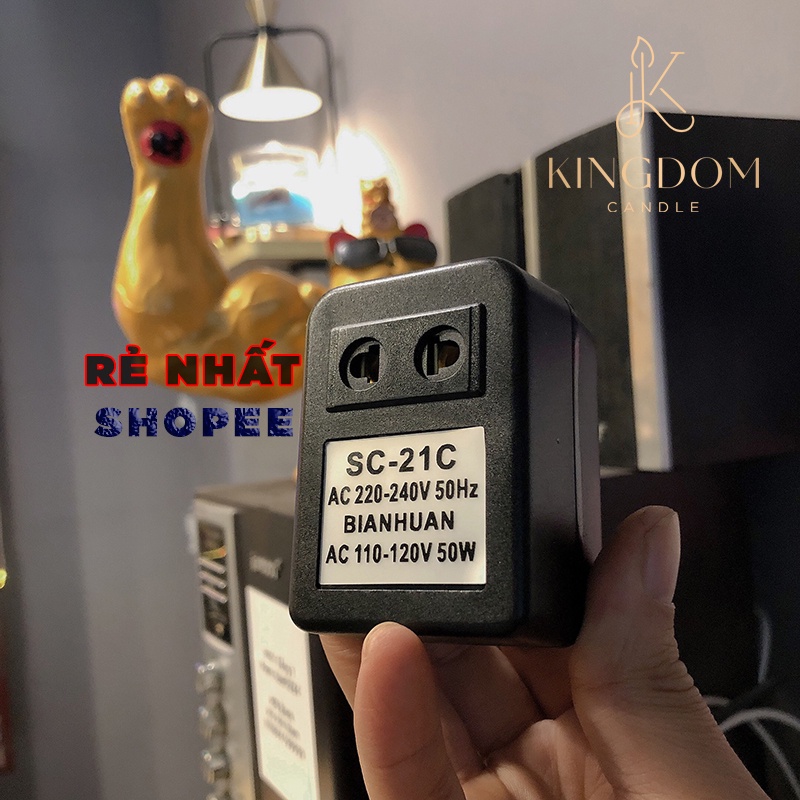 KINGDOM
CANDLE
RẺ NHẤT
SHOPEE
SC-21C
AC 220-240V 50Hz
BIANHUAN
AC 110-120V 50W